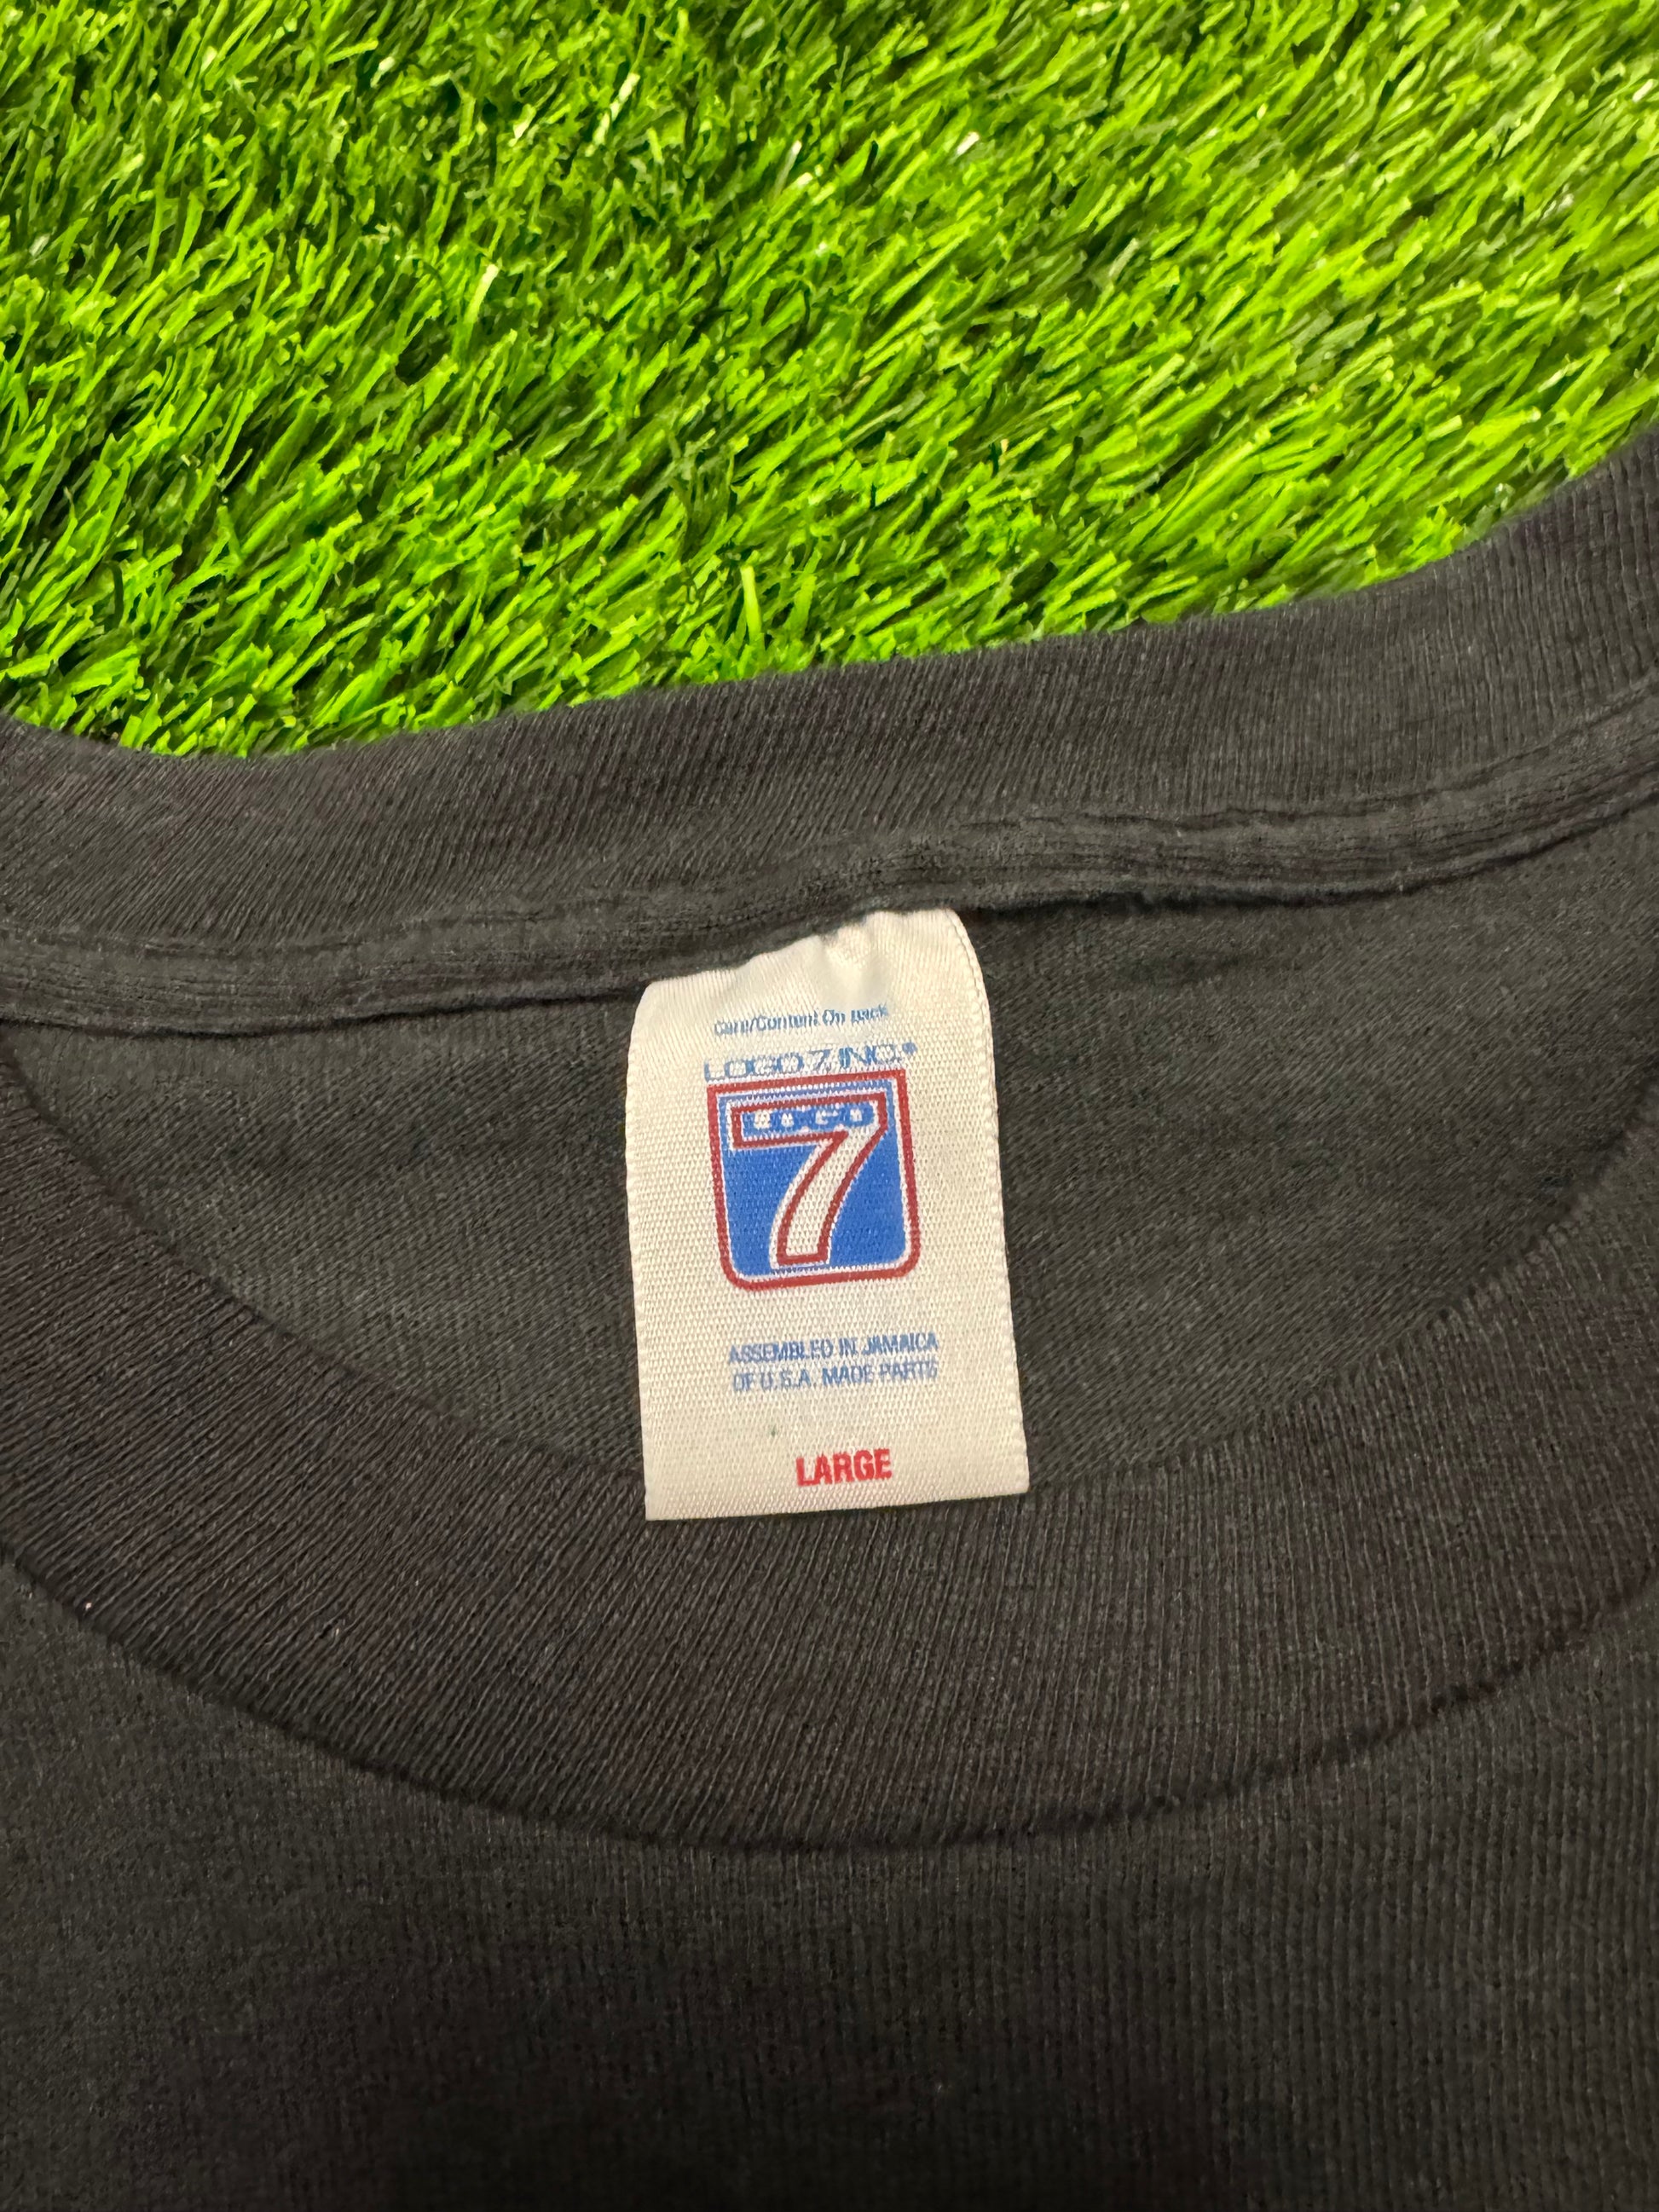 Care/Content On Back
LOGO 7, INC.®
LOGO
7
ASSEMBLED IN JAMAICA
OF U.S.A. MADE PARTS
LARGE